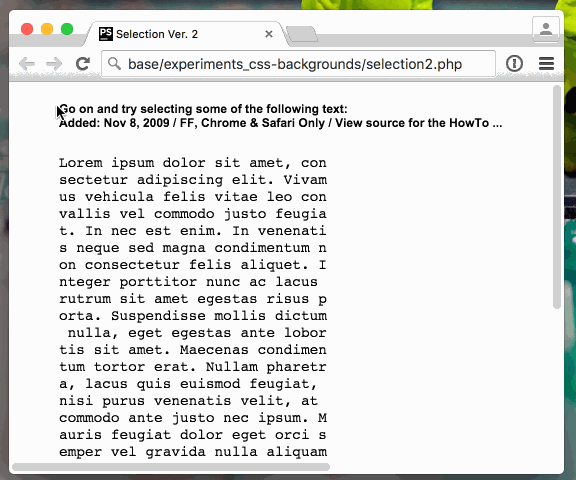 PS
Selection Ver. 2
base/experiments_css-backgrounds/selection2.php
Go on and try selecting some of the following text:
Added: Nov 8, 2009 / FF, Chrome & Safari Only / View source for the HowTo ...
Lorem ipsum dolor sit amet, con
sectetur adipiscing elit. Vivam
us vehicula felis vitae leo con
vallis vel commodo justo feugia
t. In nec est enim. In venenati
s neque sed magna condimentum n
on consectetur felis aliquet. I
nteger porttitor nunc ac lacus
rutrum sit amet egestas risus p
orta. Suspendisse mollis dictum
nulla, eget egestas ante lobor
tis sit amet. Maecenas condimen
tum tortor erat. Nullam pharetr
a, lacus quis euismod feugiat,
nisi purus venenatis velit, at
commodo ante justo nec ipsum. M
auris feugiat dolor eget orci s
emper vel gravida nulla aliquam